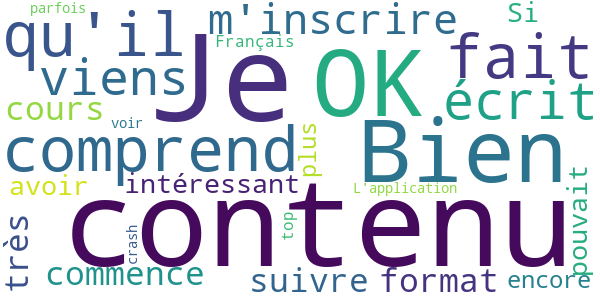 parfois
qu'il
m'inscrire
Si
viens
Je
Français
OK
fait
cours
voir
écrit
comprend
plus
Bien
avoir
intéressant
L'application
contenu
pouvait
très
crash
top
commence
suivre
format
encore